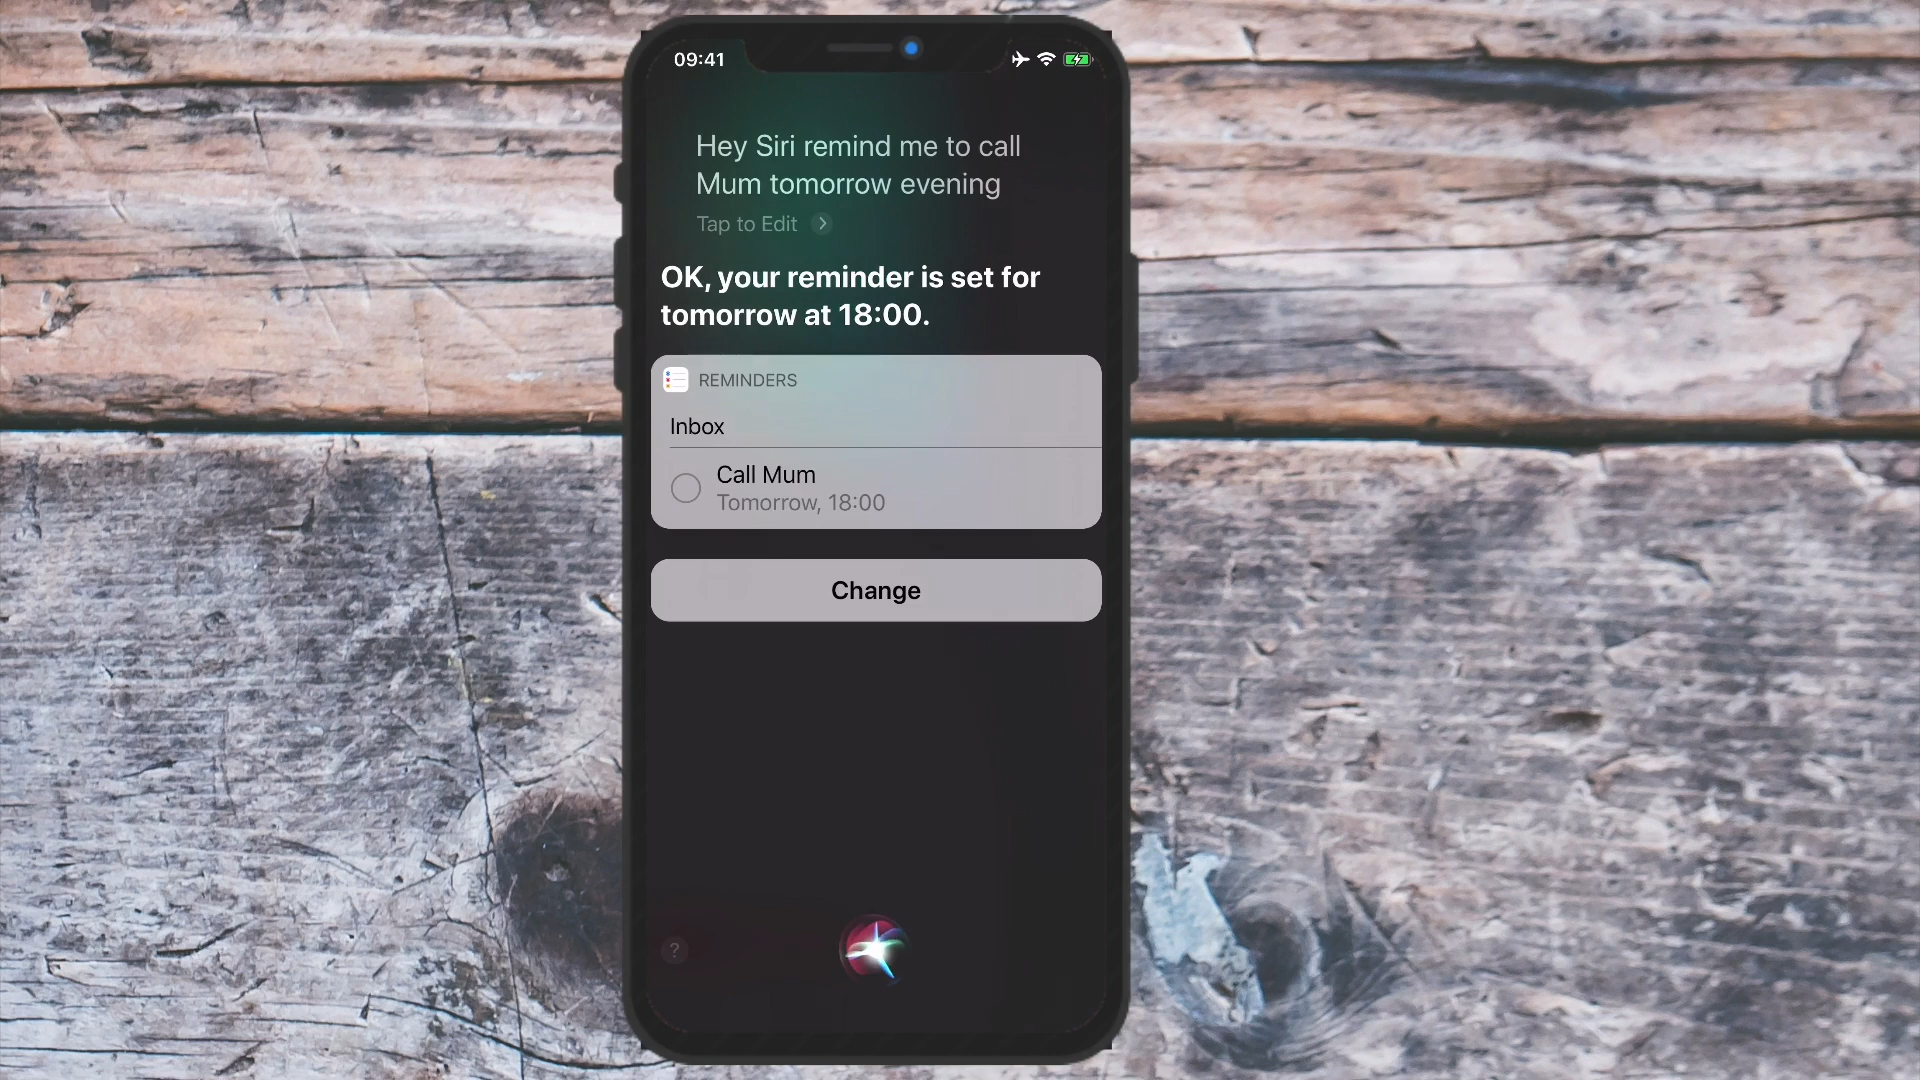 09:41
Hey Siri remind me to call
Mum tomorrow evening
Tap to Edit
OK, your reminder is set for
tomorrow at 18:00.
REMINDERS
Inbox
Call Mum
Tomorrow, 18:00
Change
?